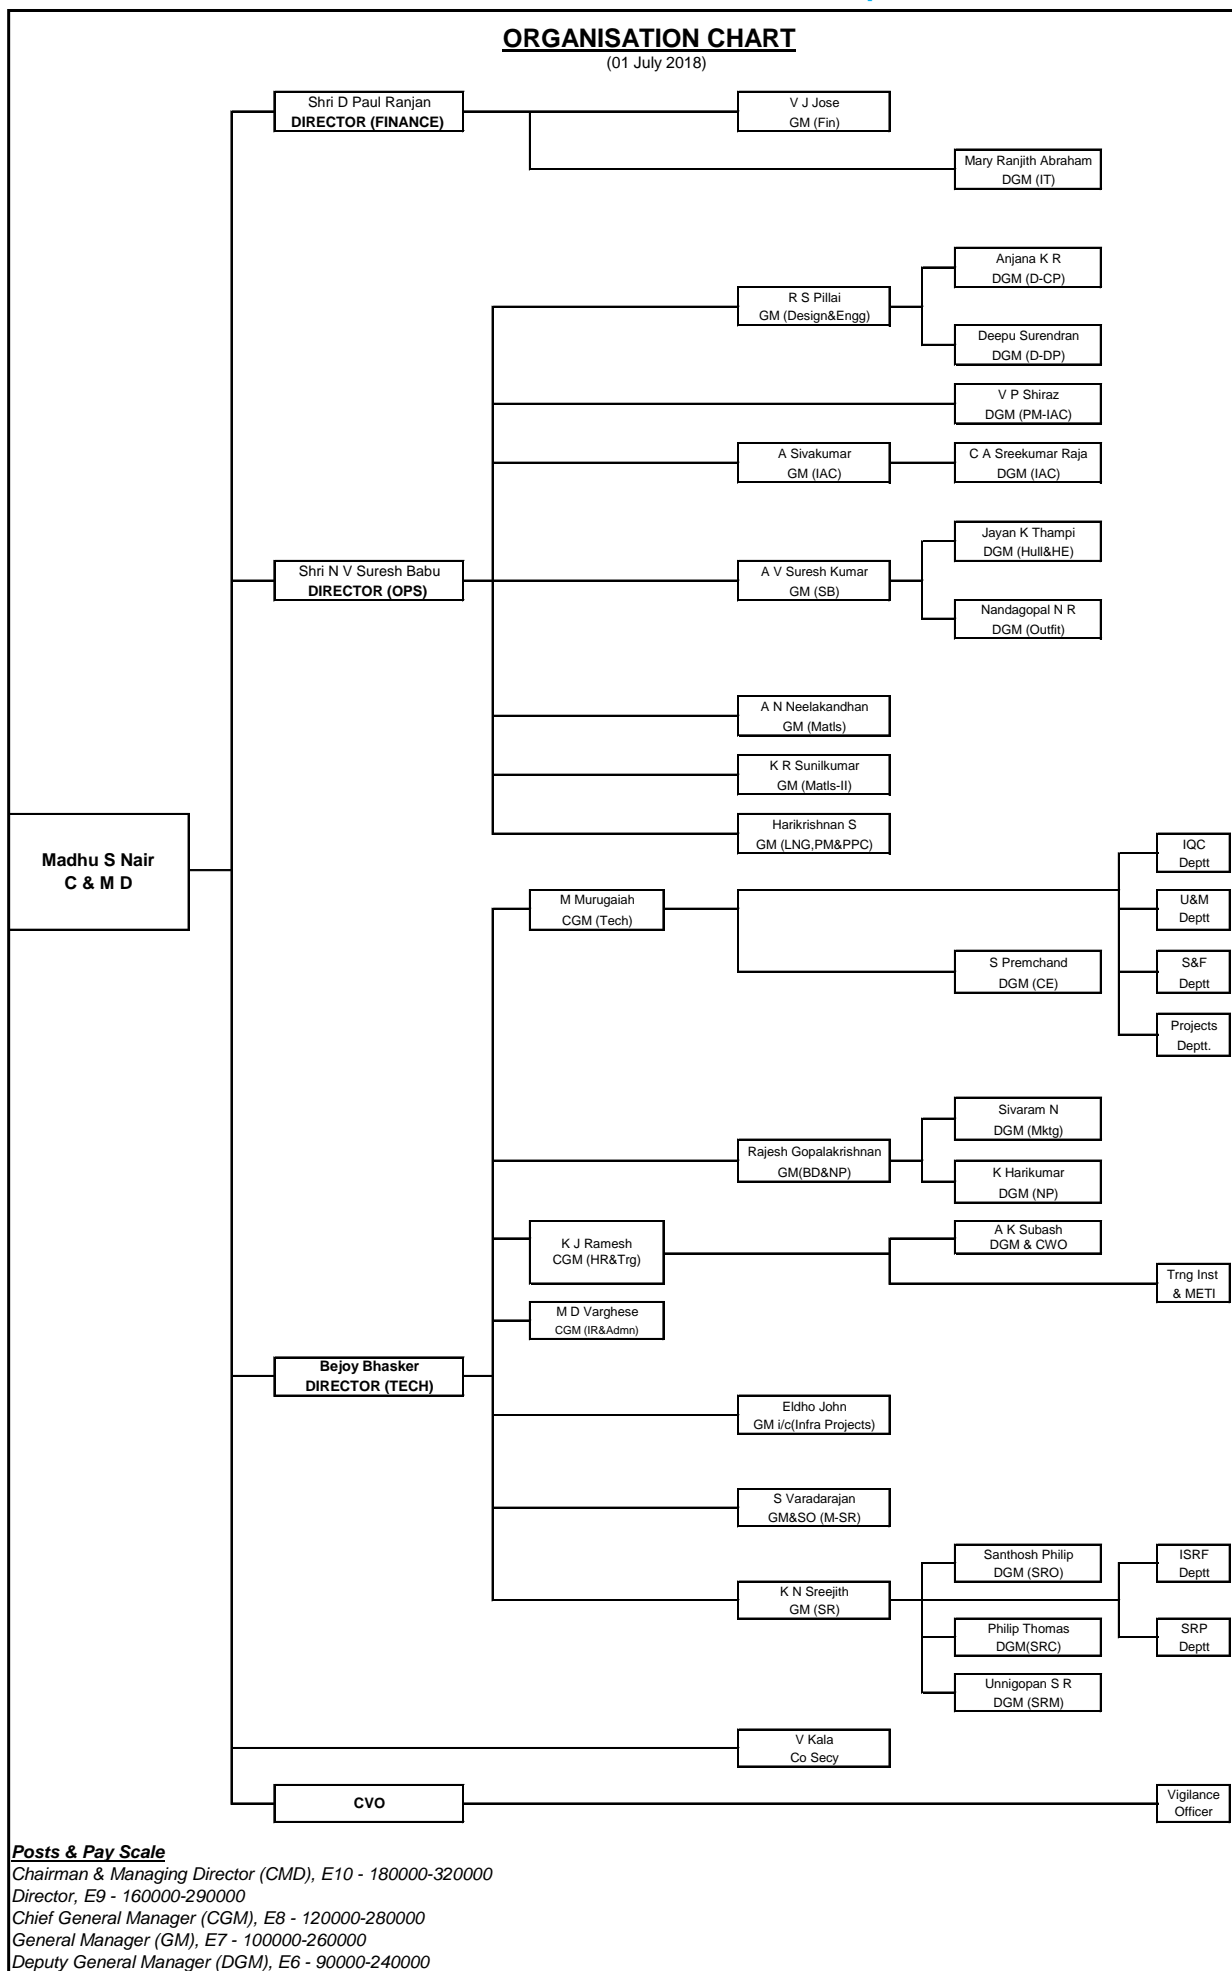 ORGANISATION CHART
(01 July 2018)
Shri D Paul Ranjan
DIRECTOR (FINANCE)
V J Jose
GM (Fin)
Mary Ranjith Abraham
DGM (IT)
Anjana K R
DGM (D-CP)
R S Pillai
GM (Design&Engg)
Deepu Surendran
DGM (D-DP)
V P Shiraz
DGM (PM-IAC)
A Sivakumar
GM (IAC)
C A Sreekumar Raja
DGM (IAC)
Jayan K Thampi
DGM (Hull&HE)
Shri N V Suresh Babu
DIRECTOR (OPS)
A V Suresh Kumar
GM (SB)
Nandagopal N R
DGM (Outfit)
A N Neelakandhan
GM (Matls)
K R Sunilkumar
GM (Matls-II)
Harikrishnan S
GM (LNG,PM&PPC)
Madhu S Nair
C & M D
IQC
Deptt
M Murugaiah
CGM (Tech)
U&M
Deptt
S Premchand
DGM (CE)
S&F
Deptt
Projects
Deptt.
Sivaram N
DGM (Mktg)
Rajesh Gopalakrishnan
GM(BD&NP)
K Harikumar
DGM (NP)
K J Ramesh
CGM (HR&Trg)
A K Subash
DGM & CWO
Trng Inst
& METI
M D Varghese
CGM (IR&Admn)
Bejoy Bhasker
DIRECTOR (TECH)
Eldho John
GM i/c(Infra Projects)
S Varadarajan
GM&SO (M-SR)
Santhosh Philip
DGM (SRO)
ISRF
Deptt
K N Sreejith
GM (SR)
Philip Thomas
DGM(SRC)
SRP
Deptt
Unnigopan S R
DGM (SRM)
V Kala
Co Secy
CVO
Vigilance
Officer
Posts & Pay Scale
Chairman & Managing Director (CMD), E10 - 180000-320000
Director, E9 - 160000-290000
Chief General Manager (CGM), E8 - 120000-280000
General Manager (GM), E7 - 100000-260000
Deputy General Manager (DGM), E6 - 90000-240000